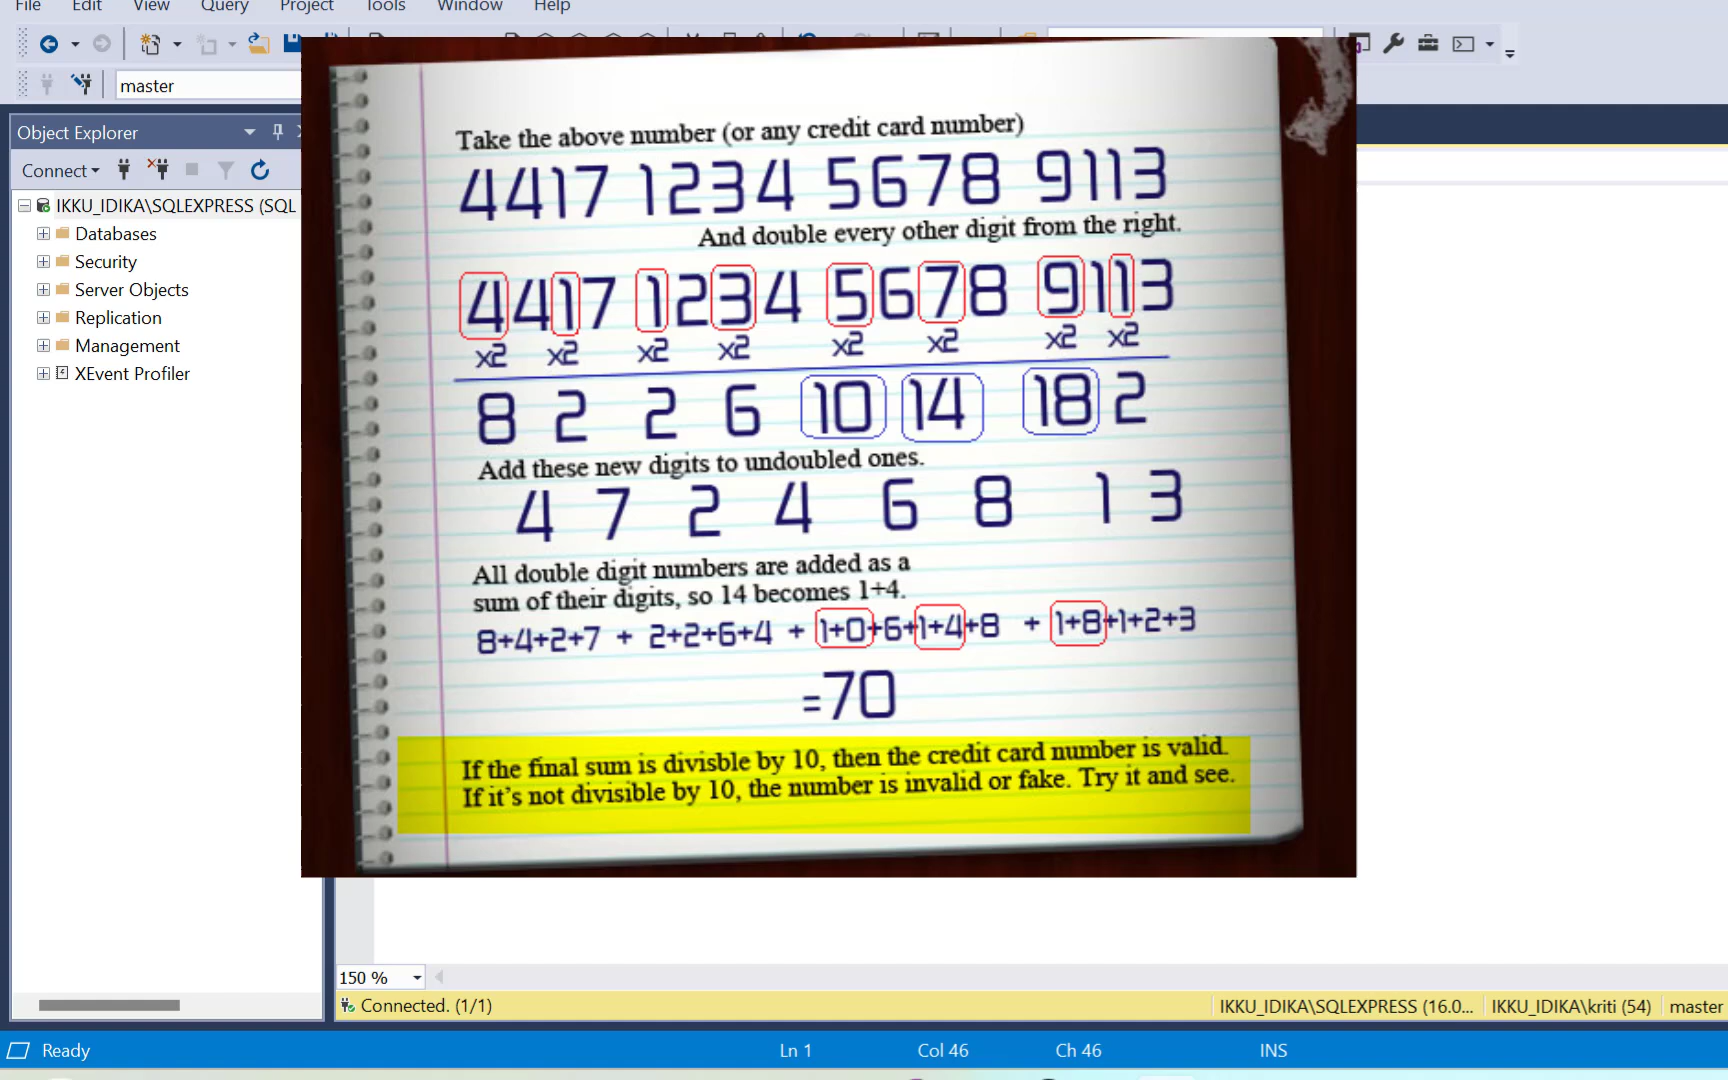 File Edit View Query Project Tools Window Help
master
Object Explorer
Connect
IKKU_IDIKA\SQLEXPRESS (SQL
Databases
Security
Server Objects
Replication
Management
XEvent Profiler
Take the above number (or any credit card number)
4417 1234 5678 9113
And double every other digit from the right.
4417 1234 5678 9113
x2 x2 x2 x2 x2 x2 x2 x2
8 2 2 6 10 14 18 2
Add these new digits to undoubled ones.
4 7 2 4 6 8 1 3
All double digit numbers are added as a
sum of their digits, so 14 becomes 1+4.
8+4+2+7 + 2+2+6+4 + 1+0+6+1+4+8 + 1+8+1+2+3
=70
If the final sum is divisble by 10, then the credit card number is valid.
If it's not divisible by 10, the number is invalid or fake. Try it and see.
150 %
Connected. (1/1)
IKKU_IDIKA\SQLEXPRESS (16.0... IKKU_IDIKA\kriti (54) master
Ready Ln 1 Col 46 Ch 46 INS